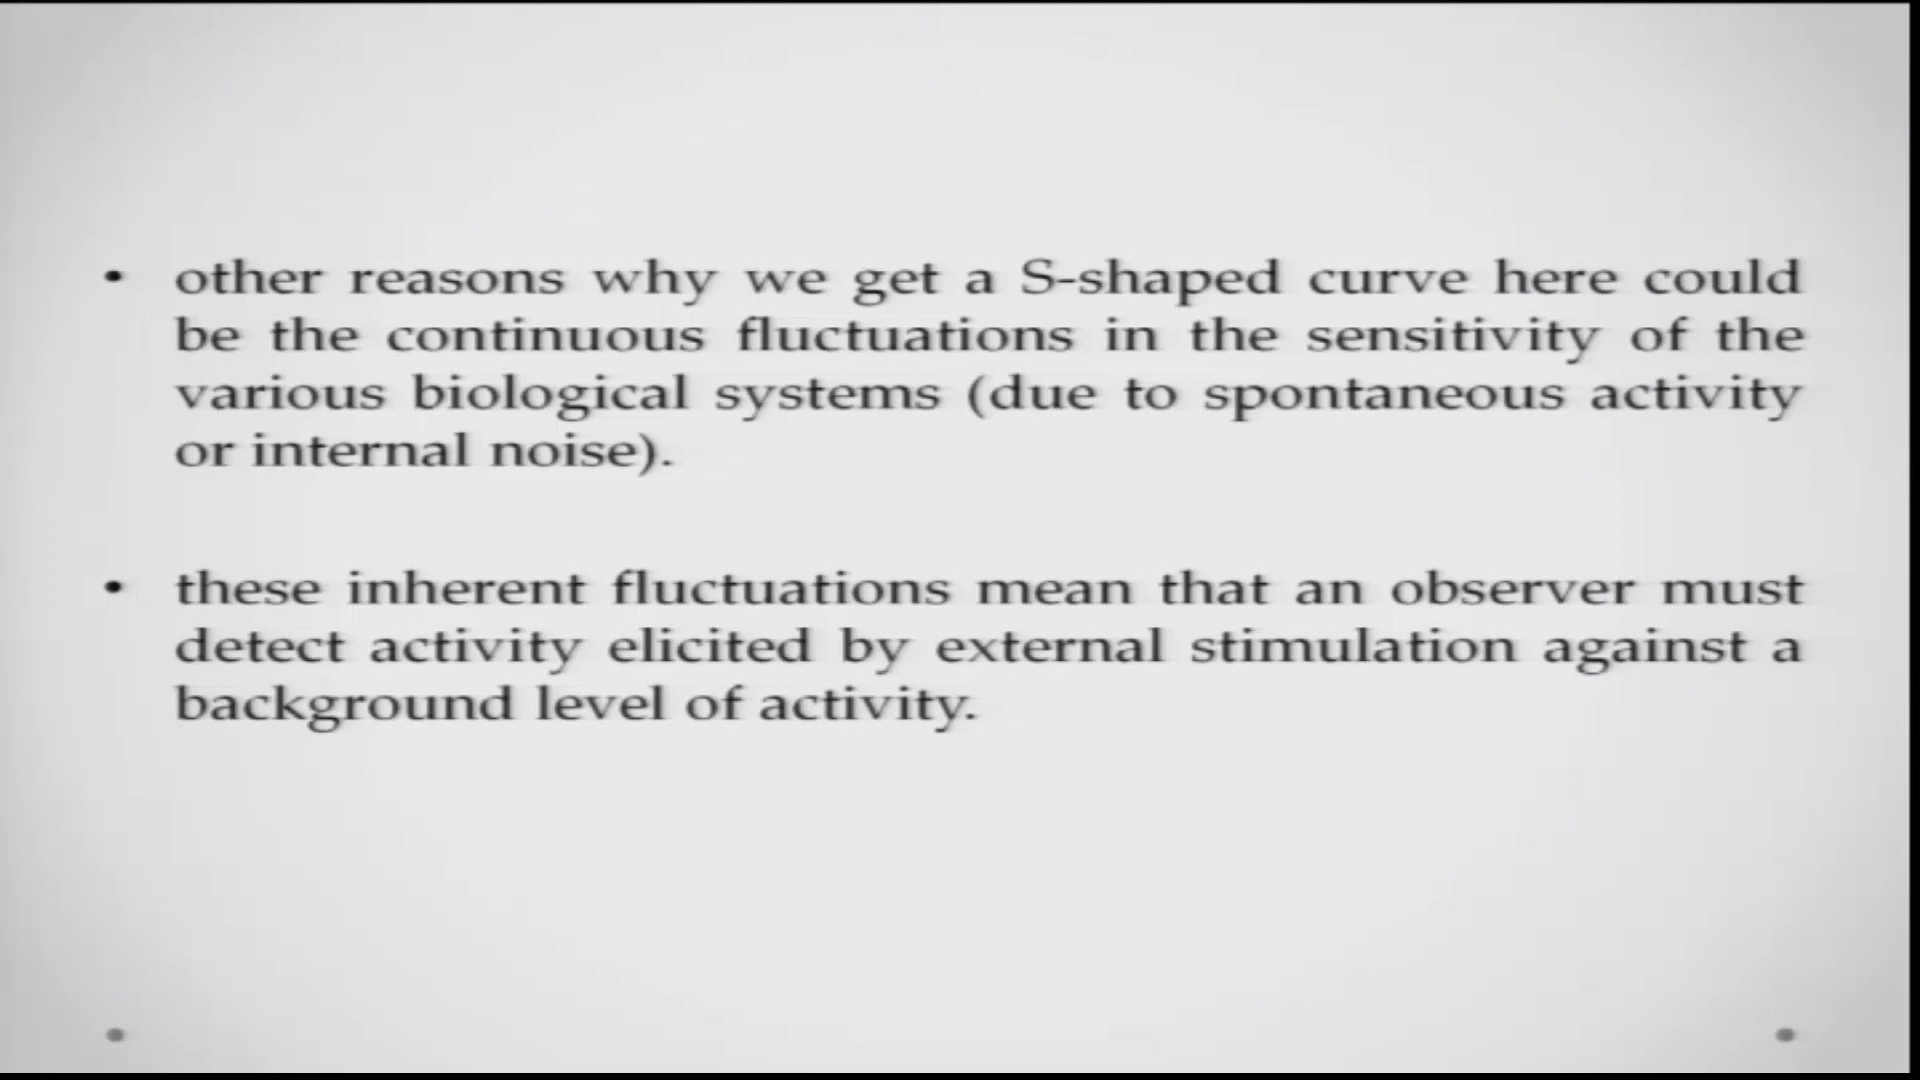 • other reasons why we get a S-shaped curve here could
be the continuous fluctuations in the sensitivity of the
various biological systems (due to spontaneous activity
or internal noise).
• these inherent fluctuations mean that an observer must
detect activity elicited by external stimulation against a
background level of activity.